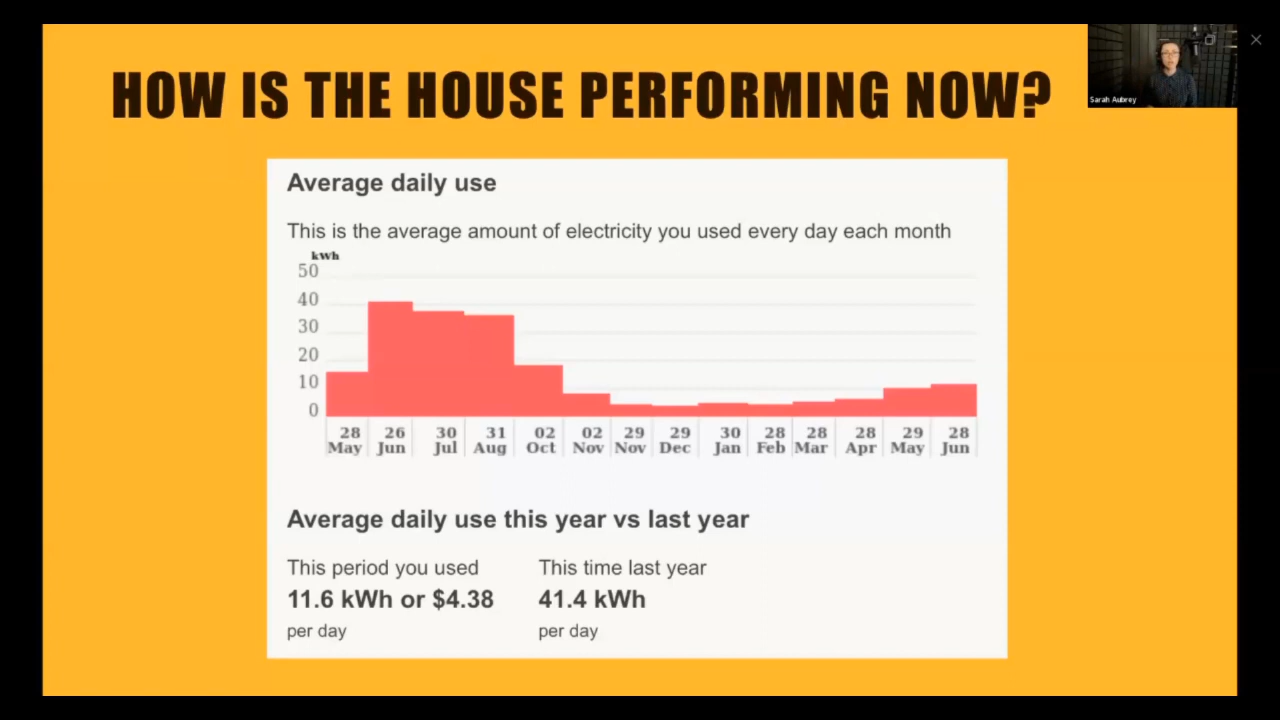 HOW IS THE HOUSE PERFORMING NOW?
Sarah Aubrey
Average daily use
This is the average amount of electricity you used every day each month
kWh
50
40
30
20
10
0
28 26 30 31 02 02 29 29 30 28 28 28 29 28
May Jun Jul Aug Oct Nov Nov Dec Jan Feb Mar Apr May Jun
Average daily use this year vs last year
This period you used This time last year
11.6 kWh or $4.38 41.4 kWh
per day per day